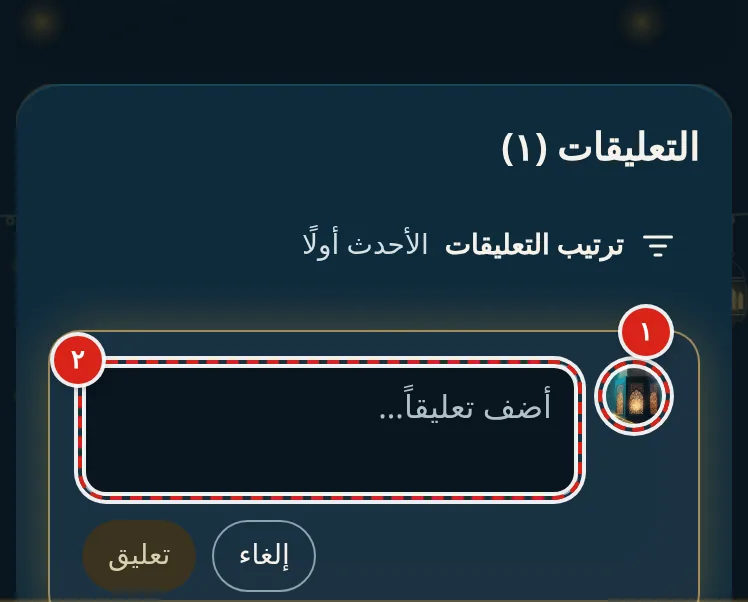 التعليقات (١)
ترتيب التعليقات الأحدث أولًا
١
٢
أضف تعليقاً...
إلغاء
تعليق